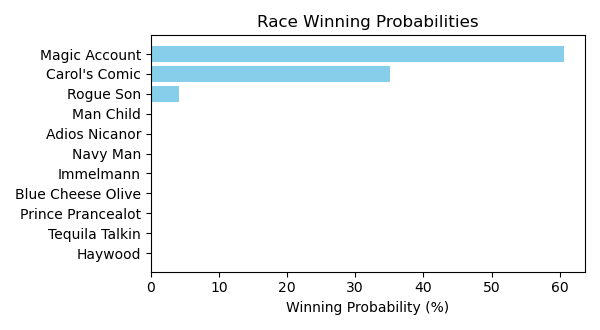 Race Winning Probabilities
Magic Account
Carol's Comic
Rogue Son
Man Child
Adios Nicanor
Navy Man
Immelmann
Blue Cheese Olive
Prince Prancealot
Tequila Talkin
Haywood
0 10 20 30 40 50 60
Winning Probability (%)